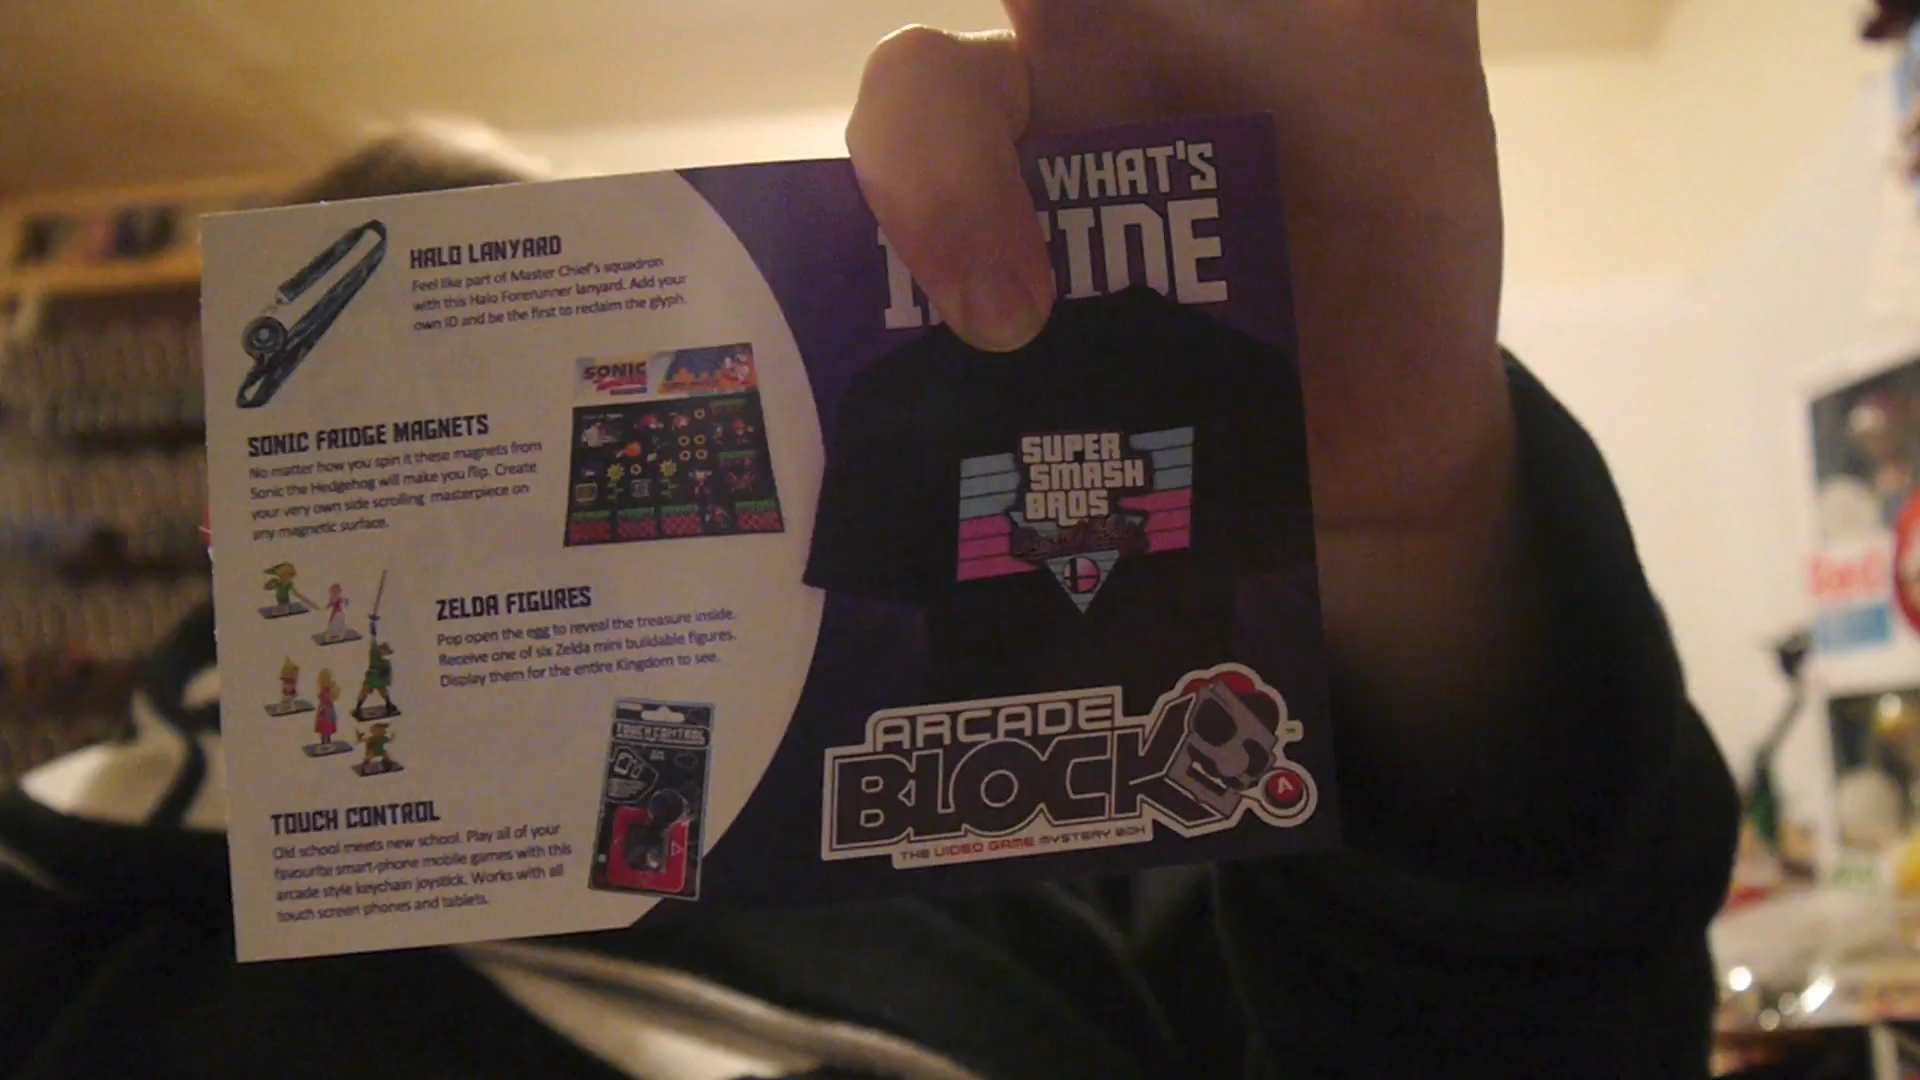 HALO LANYARD
Feel like part of Master Chief's squadron
with this Halo Forerunner lanyard. Add your
own ID and be the first to reclaim the glyph.
SONIC FRIDGE MAGNETS
No matter how you spin it these magnets from
Sonic the Hedgehog will make you flip. Create
your very own side scrolling masterpiece on
any magnetic surface.
SONIC
ZELDA FIGURES
Pop open the egg to reveal the treasure inside.
Receive one of six Zelda mini buildable figures.
Display them for the entire Kingdom to see.
TOUCH CONTROL
Old school meets new school. Play all of your
favourite smart-phone mobile games with this
arcade style keychain joystick. Works with all
touch screen phones and tablets.
TOUCH CONTROL
WHAT'S
SUPER
SMASH
BROS
ARCADE
BLOCK
A
THE VIDEO GAME MYSTERY BOX